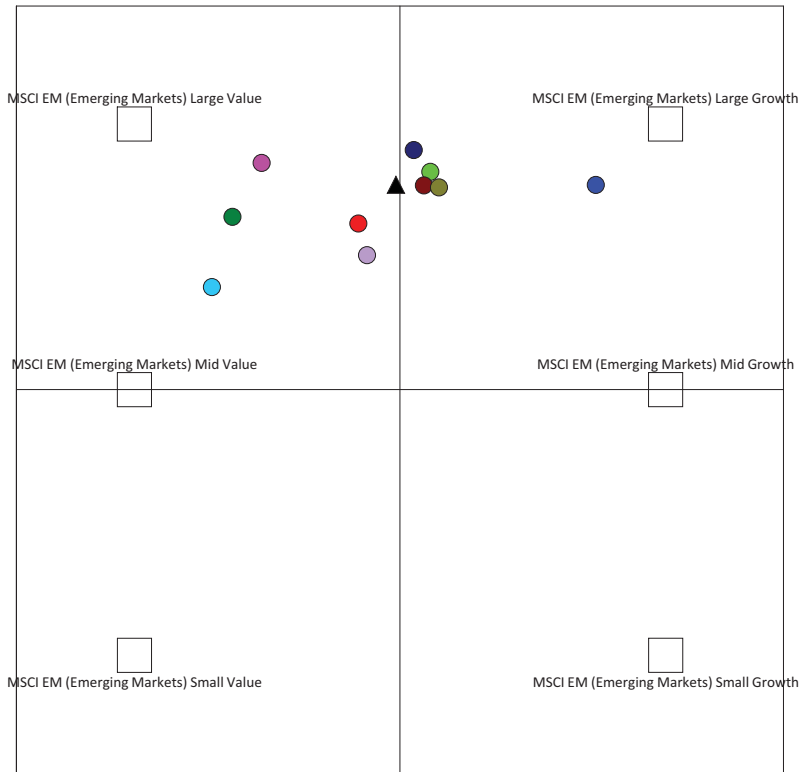 MSCI EM (Emerging Markets) Large Value
MSCI EM (Emerging Markets) Large Growth
MSCI EM (Emerging Markets) Mid Value
MSCI EM (Emerging Markets) Mid Growth
MSCI EM (Emerging Markets) Small Value
MSCI EM (Emerging Markets) Small Growth